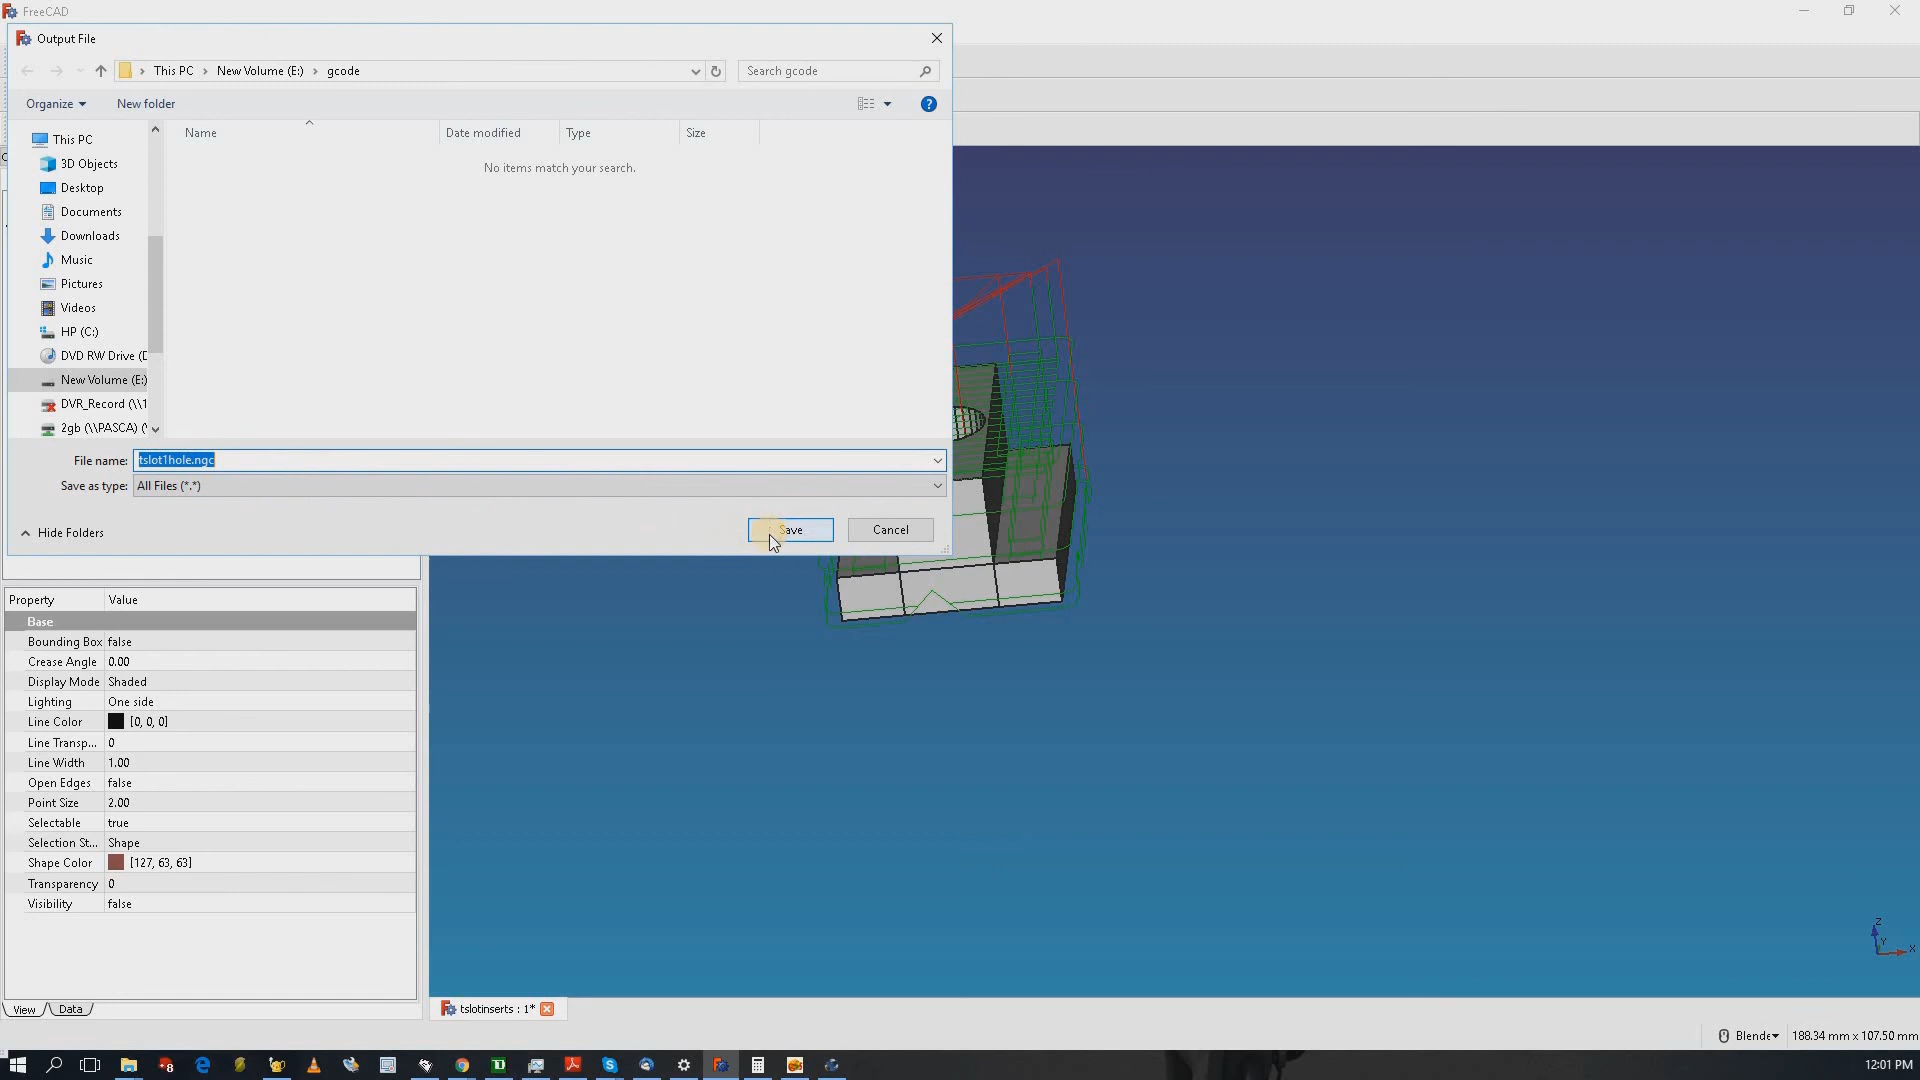 FreeCAD
Output File
This PC
New Volume (E:)
gcode
Search gcode
Organize
New folder
Name
Date modified
Type
Size
No items match your search.
This PC
3D Objects
Desktop
Documents
Downloads
Music
Pictures
Videos
HP (C:)
DVD RW Drive (D
New Volume (E:)
DVR_Record (\\1
2gb (\\PASCA) (
File name: tslot1hole.ngc
Save as type: All Files (*.*)
Hide Folders
Save
Cancel
Property Value
Base
Bounding Box false
Crease Angle 0.00
Display Mode Shaded
Lighting One side
Line Color [0, 0, 0]
Line Transp... 0
Line Width 1.00
Open Edges false
Point Size 2.00
Selectable true
Selection St... Shape
Shape Color [127, 63, 63]
Transparency 0
Visibility false
View Data
Z
Y
X
tslotinserts : 1*
Blende
188.34 mm x 107.50 mm
12:01 PM